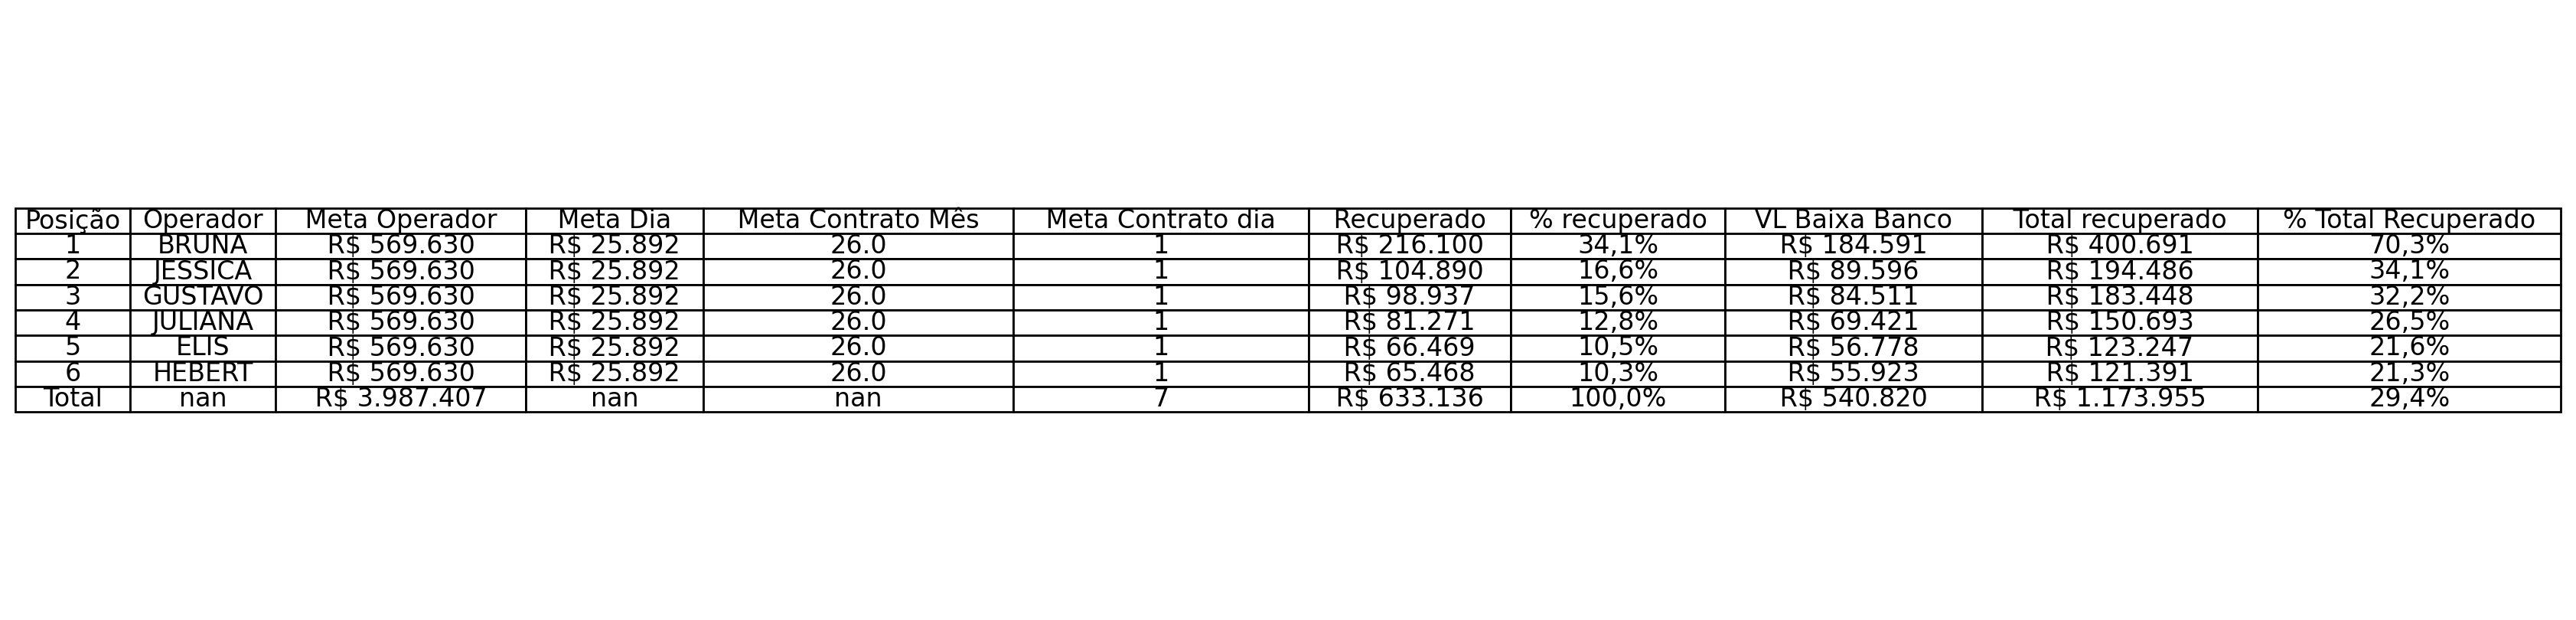 Posição Operador Meta Operador Meta Dia Meta Contrato Mês Meta Contrato dia Recuperado % recuperado VL Baixa Banco Total recuperado % Total Recuperado
1 BRUNA R$ 569.630 R$ 25.892 26.0 1 R$ 216.100 34,1% R$ 184.591 R$ 400.691 70,3%
2 JESSICA R$ 569.630 R$ 25.892 26.0 1 R$ 104.890 16,6% R$ 89.596 R$ 194.486 34,1%
3 GUSTAVO R$ 569.630 R$ 25.892 26.0 1 R$ 98.937 15,6% R$ 84.511 R$ 183.448 32,2%
4 JULIANA R$ 569.630 R$ 25.892 26.0 1 R$ 81.271 12,8% R$ 69.421 R$ 150.693 26,5%
5 ELIS R$ 569.630 R$ 25.892 26.0 1 R$ 66.469 10,5% R$ 56.778 R$ 123.247 21,6%
6 HEBERT R$ 569.630 R$ 25.892 26.0 1 R$ 65.468 10,3% R$ 55.923 R$ 121.391 21,3%
Total nan R$ 3.987.407 nan nan 7 R$ 633.136 100,0% R$ 540.820 R$ 1.173.955 29,4%